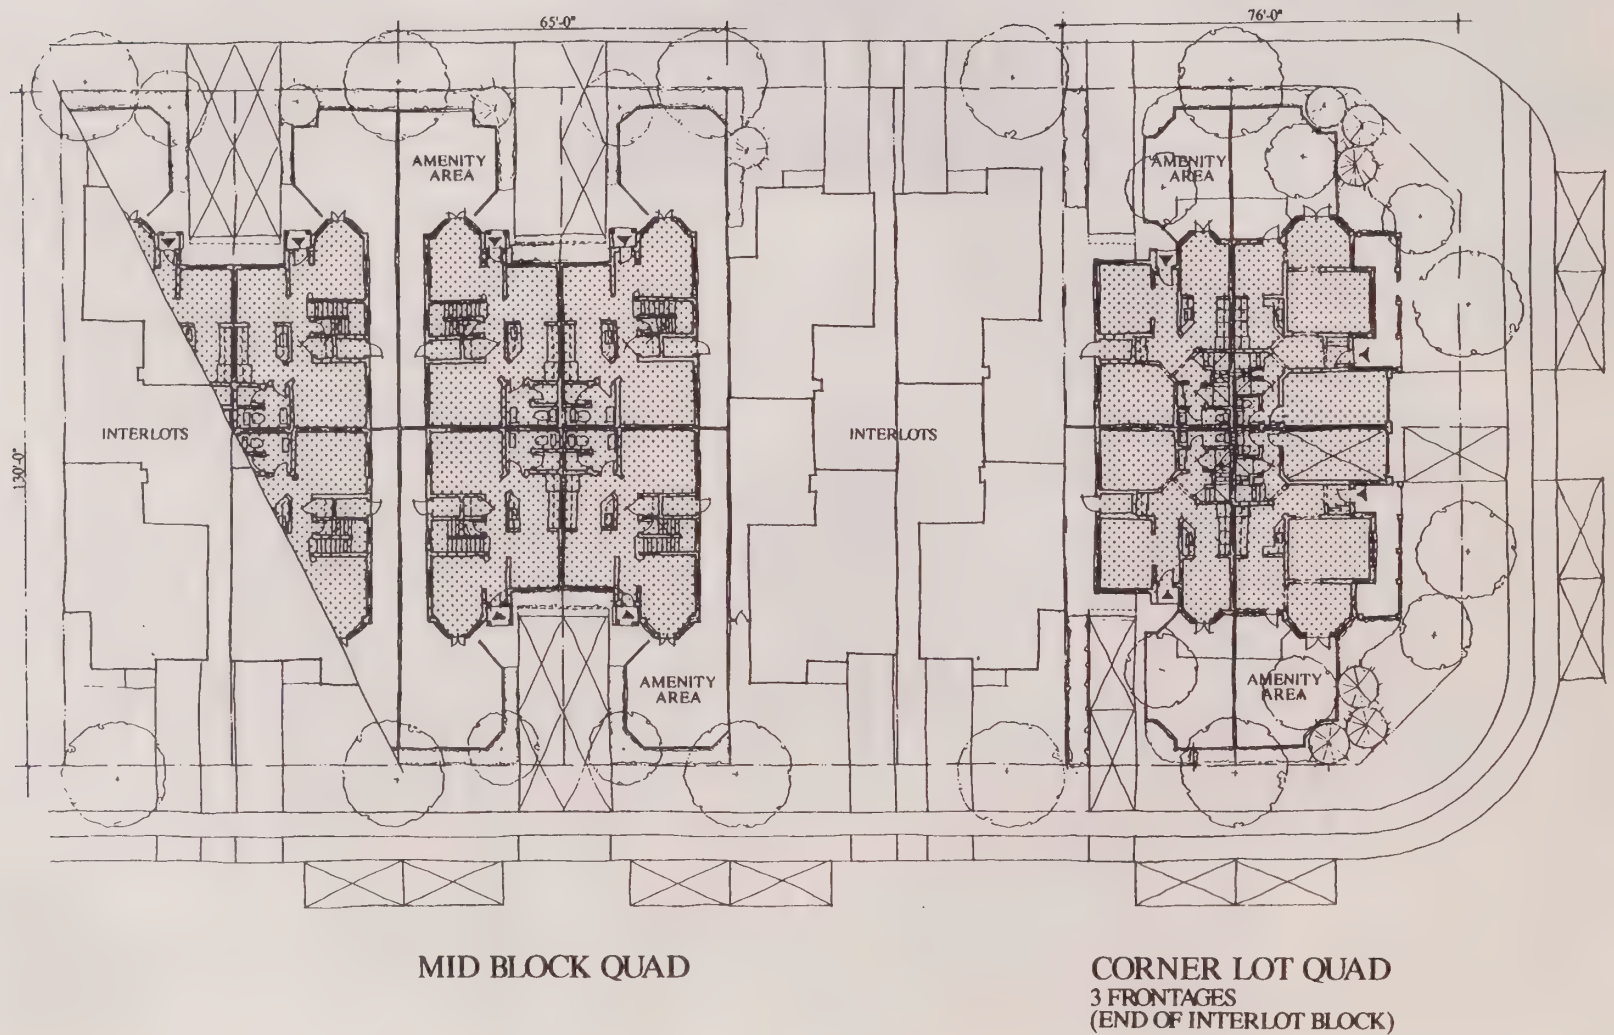 65'-0"
76'-0"
AMENITY
AREA
AMENITY
AREA
130'-0"
INTERLOTS
INTERLOTS
AMENITY
AREA
AMENITY
AREA
MID BLOCK QUAD
CORNER LOT QUAD
3 FRONTAGES
(END OF INTERLOT BLOCK)